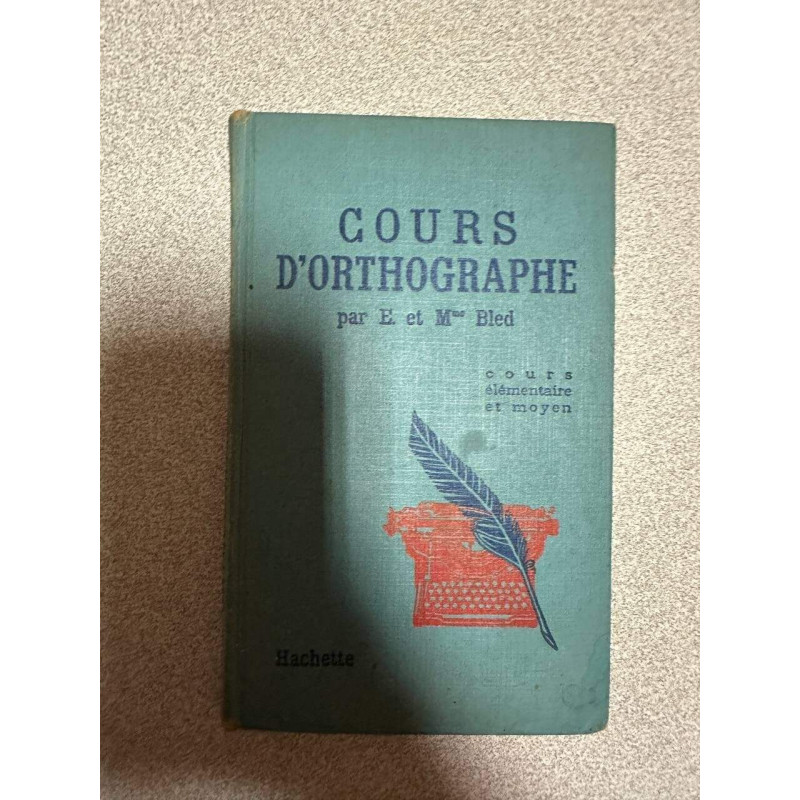 COURS
D'ORTHOGRAPHE
par E. et Mme Bled
cours
élémentaire
et moyen
Hachette